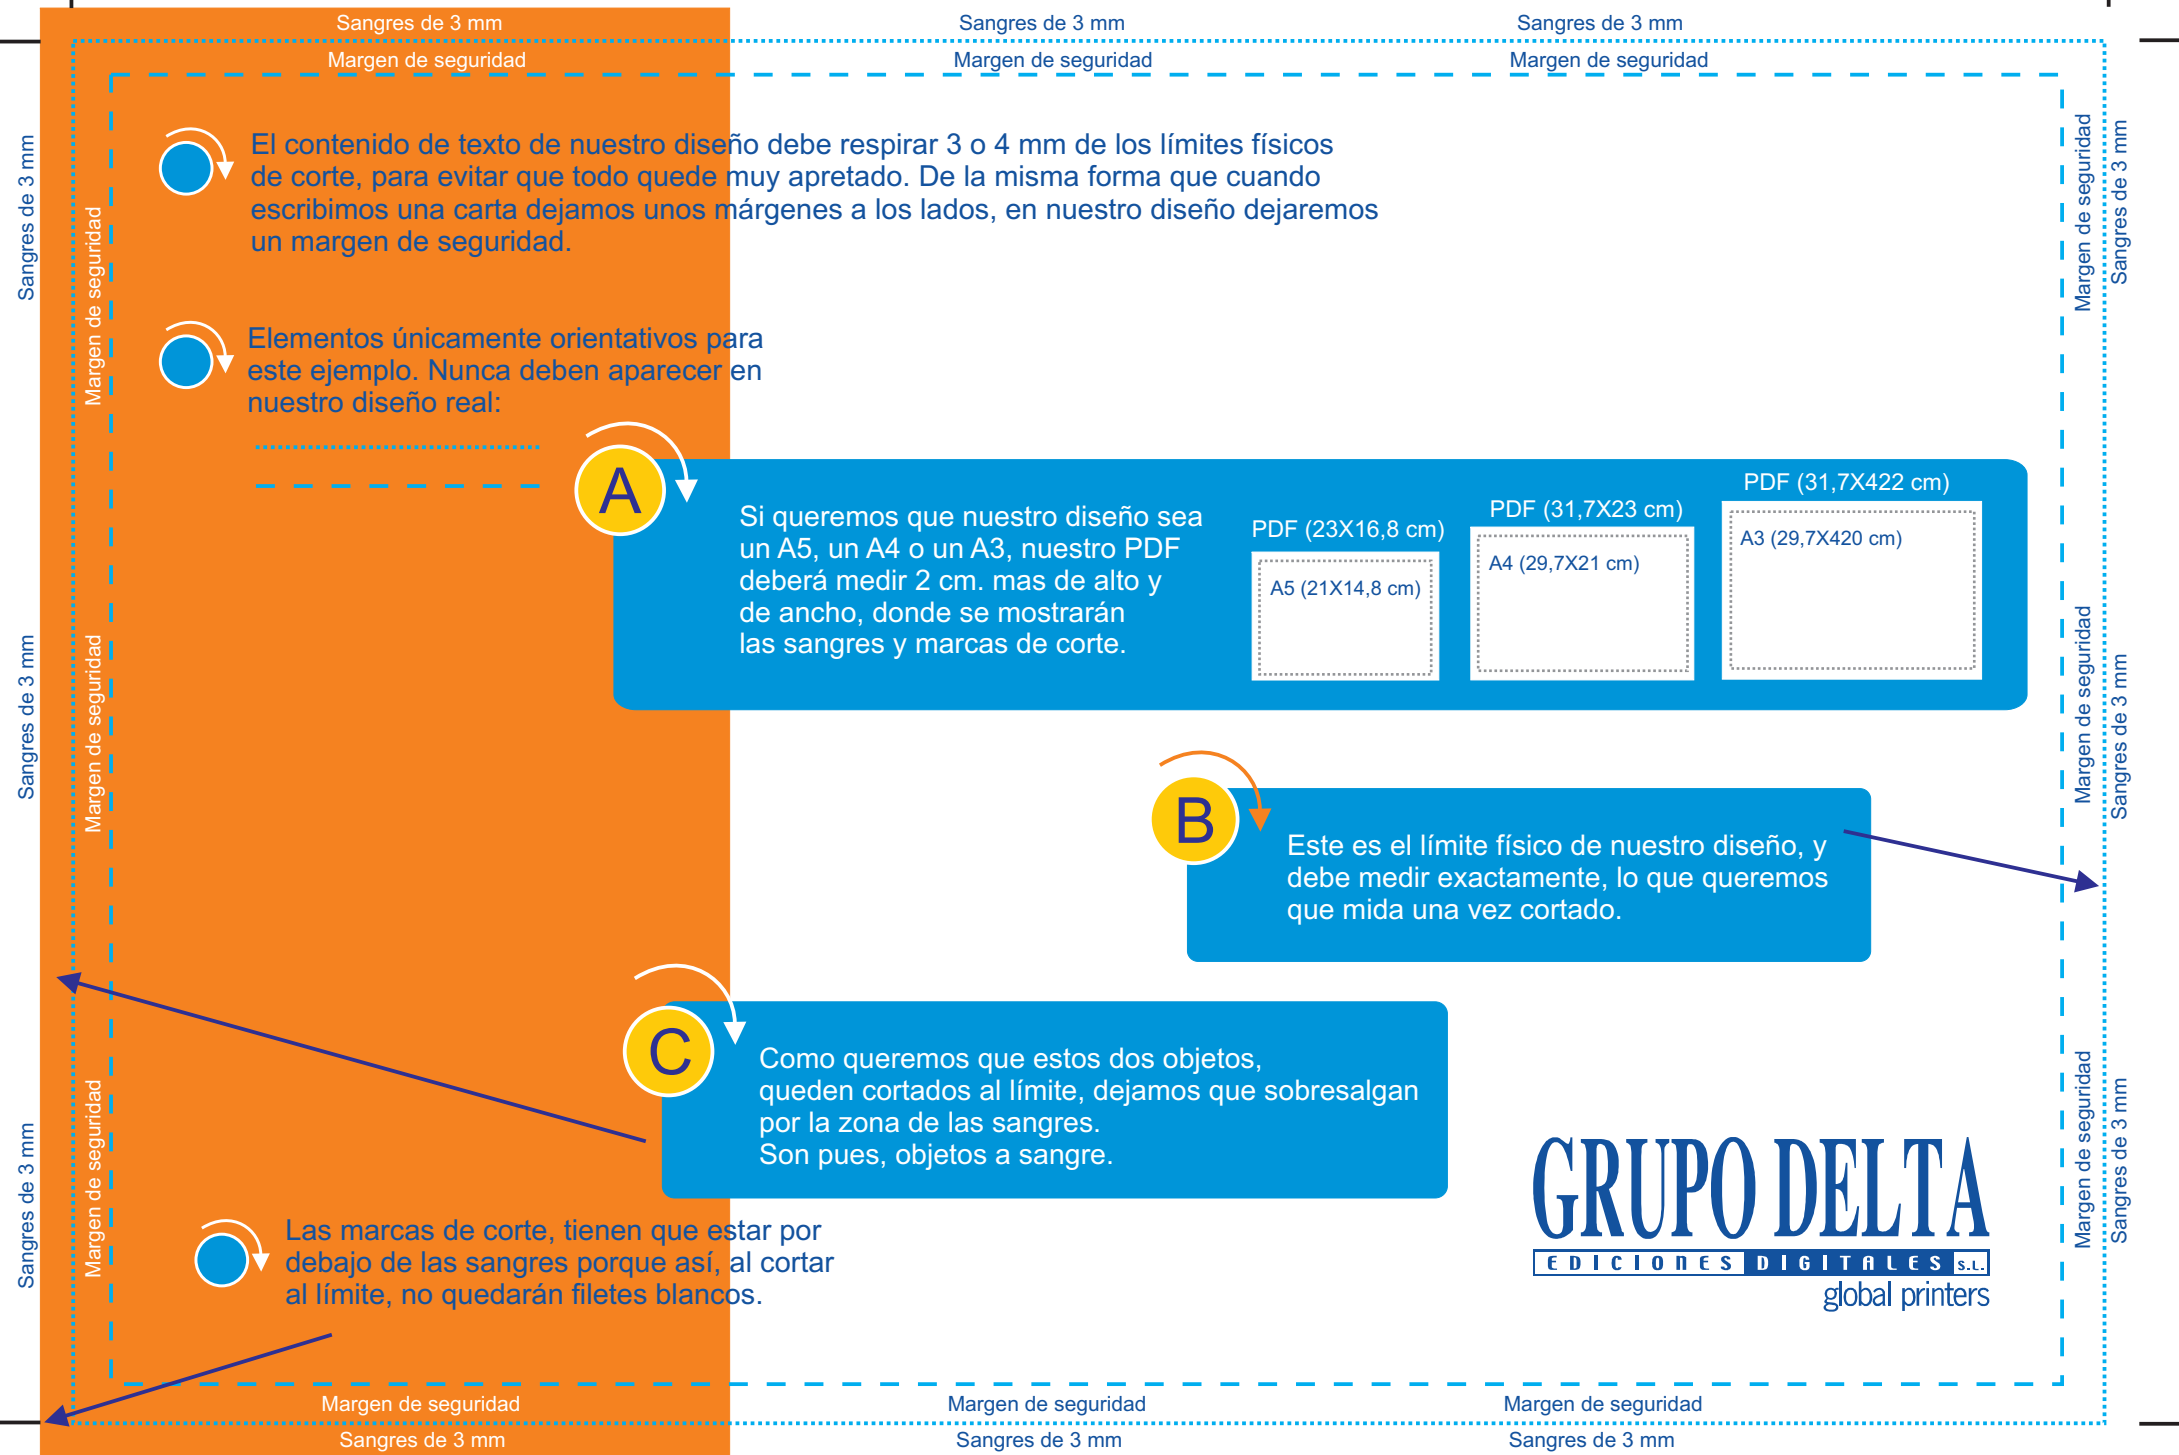 Sangres de 3 mm
Sangres de 3 mm
Sangres de 3 mm
Margen de seguridad
Margen de seguridad
Margen de seguridad
Sangres de 3 mm
Margen de seguridad
El contenido de texto de nuestro diseño debe respirar 3 o 4 mm de los límites físicos
de corte, para evitar que todo quede muy apretado. De la misma forma que cuando
escribimos una carta dejamos unos márgenes a los lados, en nuestro diseño dejaremos
un margen de seguridad.
Margen de seguridad
Sangres de 3 mm
Elementos únicamente orientativos para
este ejemplo. Nunca deben aparecer en
nuestro diseño real:
A
Si queremos que nuestro diseño sea
un A5, un A4 o un A3, nuestro PDF
deberá medir 2 cm. mas de alto y
de ancho, donde se mostrarán
las sangres y marcas de corte.
PDF (23X16,8 cm)
A5 (21X14,8 cm)
PDF (31,7X23 cm)
A4 (29,7X21 cm)
PDF (31,7X422 cm)
A3 (29,7X420 cm)
Sangres de 3 mm
Margen de seguridad
Margen de seguridad
Sangres de 3 mm
B
Este es el límite físico de nuestro diseño, y
debe medir exactamente, lo que queremos
que mida una vez cortado.
C
Como queremos que estos dos objetos,
queden cortados al límite, dejamos que sobresalgan
por la zona de las sangres.
Son pues, objetos a sangre.
Sangres de 3 mm
Margen de seguridad
Margen de seguridad
Sangres de 3 mm
Las marcas de corte, tienen que estar por
debajo de las sangres porque así, al cortar
al límite, no quedarán filetes blancos.
GRUPO DELTA
EDICIONES DIGITALES S.L.
global printers
Margen de seguridad
Margen de seguridad
Margen de seguridad
Sangres de 3 mm
Sangres de 3 mm
Sangres de 3 mm